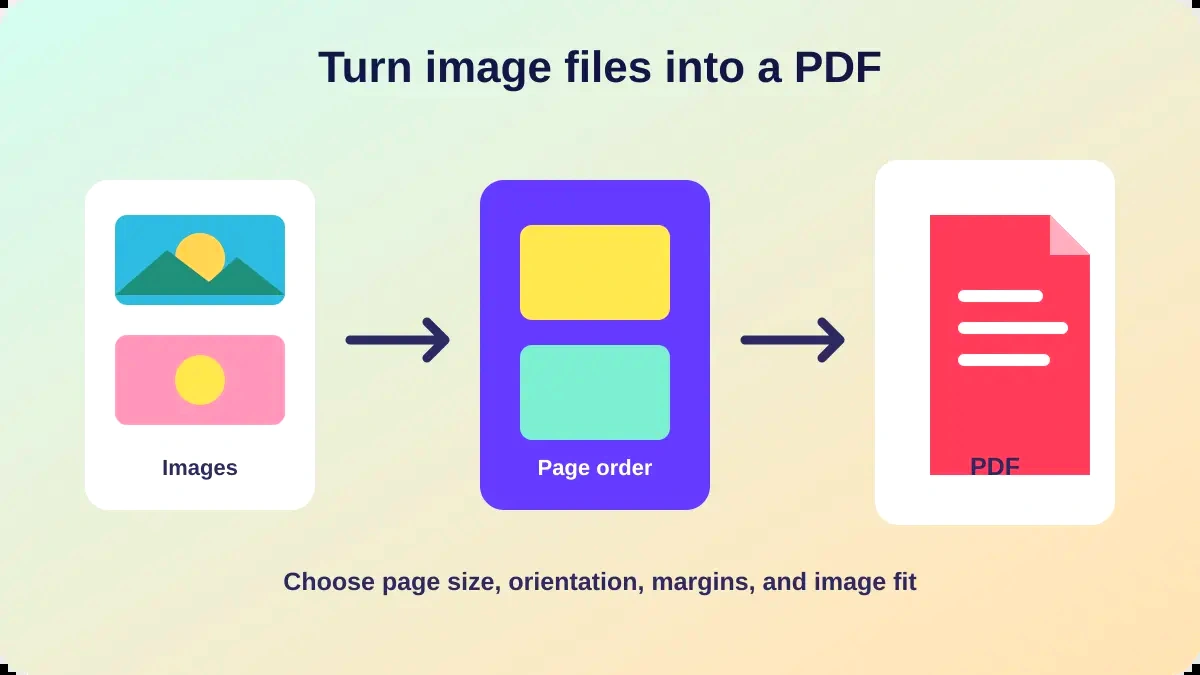 Turn image files into a PDF
Images
Page order
PDF
Choose page size, orientation, margins, and image fit